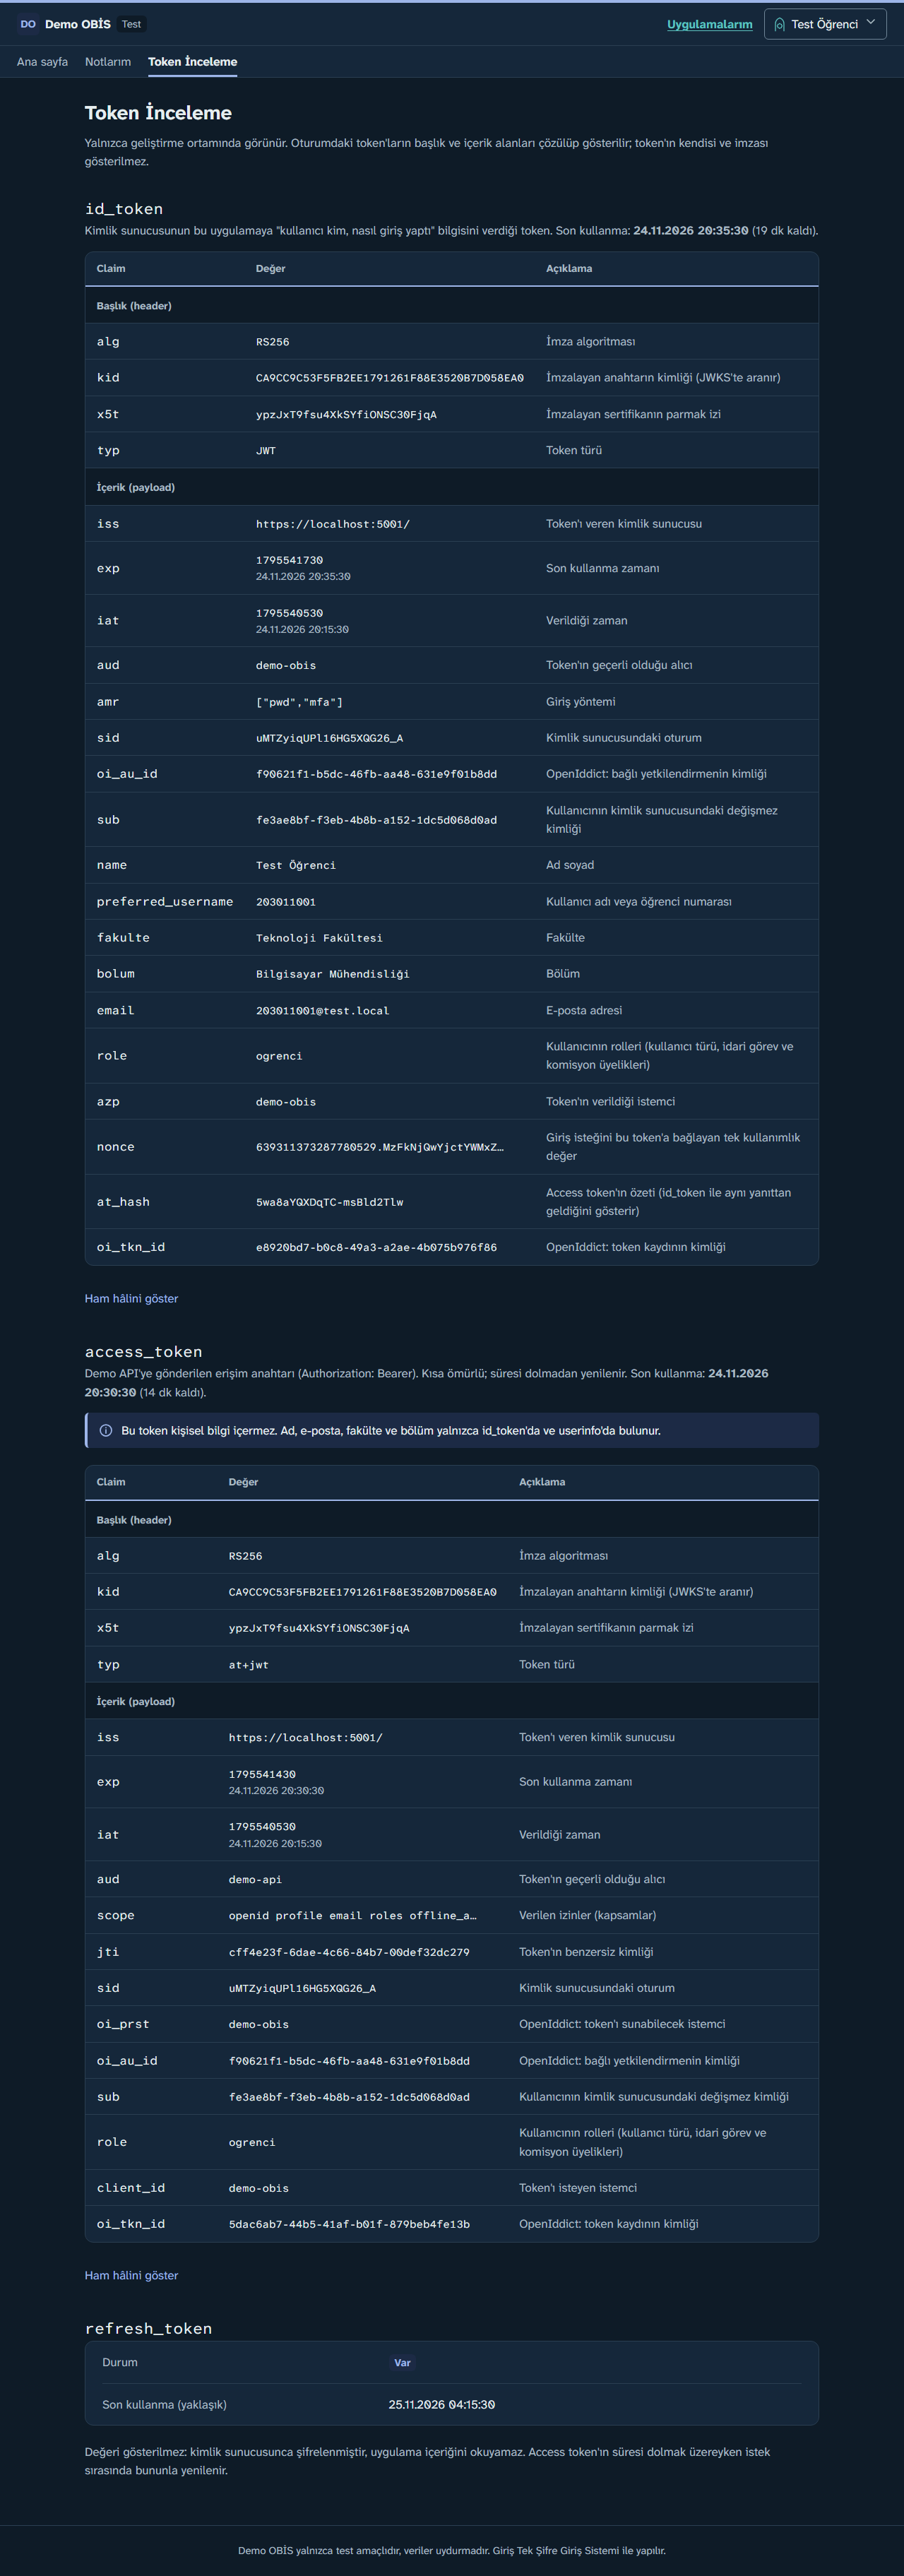 DO Demo OBİS Test Uygulamalarım Test Öğrenci
Ana sayfa Notlarım Token İnceleme
Token İnceleme
Yalnızca geliştirme ortamında görünür. Oturumdaki token'ların başlık ve içerik alanları çözülüp gösterilir; token'ın kendisi ve imzası
gösterilmez.
id_token
Kimlik sunucusunun bu uygulamaya "kullanıcı kim, nasıl giriş yaptı" bilgisini verdiği token. Son kullanma: 24.11.2026 20:35:30 (19 dk kaldı).
Claim Değer Açıklama
Başlık (header)
alg RS256 İmza algoritması
kid CA9CC9C53F5FB2EE1791261F88E3520B7D058EA0 İmzalayan anahtarın kimliği (JWKS'te aranır)
x5t ypzJxT9fsu4XkSYfiONSC30FjqA İmzalayan sertifikanın parmak izi
typ JWT Token türü
İçerik (payload)
iss https://localhost:5001/ Token'ı veren kimlik sunucusu
exp 1795541730 Son kullanma zamanı
24.11.2026 20:35:30
iat 1795540530 Verildiği zaman
24.11.2026 20:15:30
aud demo-obis Token'ın geçerli olduğu alıcı
amr ["pwd","mfa"] Giriş yöntemi
sid uMTZyiqUPl16HG5XQG26_A Kimlik sunucusundaki oturum
oi_au_id f90621f1-b5dc-46fb-aa48-631e9f01b8dd OpenIddict: bağlı yetkilendirmenin kimliği
sub fe3ae8bf-f3eb-4b8b-a152-1dc5d068d0ad Kullanıcının kimlik sunucusundaki değişmez
kimliği
name Test Öğrenci Ad soyad
preferred_username 203011001 Kullanıcı adı veya öğrenci numarası
fakulte Teknoloji Fakültesi Fakülte
bolum Bilgisayar Mühendisliği Bölüm
email 203011001@test.local E-posta adresi
role ogrenci Kullanıcının rolleri (kullanıcı türü, idari görev ve
komisyon üyelikleri)
azp demo-obis Token'ın verildiği istemci
nonce 639311373287780529.MzFkNjQwYjctYWMxZ… Giriş isteğini bu token'a bağlayan tek kullanımlık
değer
at_hash 5wa8aYQXDqTC-msBld2Tlw Access token'ın özeti (id_token ile aynı yanıttan
geldiğini gösterir)
oi_tkn_id e8920bd7-b0c8-49a3-a2ae-4b075b976f86 OpenIddict: token kaydının kimliği
Ham hâlini göster
access_token
Demo API'ye gönderilen erişim anahtarı (Authorization: Bearer). Kısa ömürlü; süresi dolmadan yenilenir. Son kullanma: 24.11.2026
20:30:30 (14 dk kaldı).
Bu token kişisel bilgi içermez. Ad, e-posta, fakülte ve bölüm yalnızca id_token'da ve userinfo'da bulunur.
Claim Değer Açıklama
Başlık (header)
alg RS256 İmza algoritması
kid CA9CC9C53F5FB2EE1791261F88E3520B7D058EA0 İmzalayan anahtarın kimliği (JWKS'te aranır)
x5t ypzJxT9fsu4XkSYfiONSC30FjqA İmzalayan sertifikanın parmak izi
typ at+jwt Token türü
İçerik (payload)
iss https://localhost:5001/ Token'ı veren kimlik sunucusu
exp 1795541430 Son kullanma zamanı
24.11.2026 20:30:30
iat 1795540530 Verildiği zaman
24.11.2026 20:15:30
aud demo-api Token'ın geçerli olduğu alıcı
scope openid profile email roles offline_a… Verilen izinler (kapsamlar)
jti cff4e23f-6dae-4c66-84b7-00def32dc279 Token'ın benzersiz kimliği
sid uMTZyiqUPl16HG5XQG26_A Kimlik sunucusundaki oturum
oi_prst demo-obis OpenIddict: token'ı sunabilecek istemci
oi_au_id f90621f1-b5dc-46fb-aa48-631e9f01b8dd OpenIddict: bağlı yetkilendirmenin kimliği
sub fe3ae8bf-f3eb-4b8b-a152-1dc5d068d0ad Kullanıcının kimlik sunucusundaki değişmez kimliği
role ogrenci Kullanıcının rolleri (kullanıcı türü, idari görev ve
komisyon üyelikleri)
client_id demo-obis Token'ı isteyen istemci
oi_tkn_id 5dac6ab7-44b5-41af-b01f-879beb4fe13b OpenIddict: token kaydının kimliği
Ham hâlini göster
refresh_token
Durum Var
Son kullanma (yaklaşık) 25.11.2026 04:15:30
Değeri gösterilmez: kimlik sunucusunca şifrelenmiştir, uygulama içeriğini okuyamaz. Access token'ın süresi dolmak üzereyken istek
sırasında bununla yenilenir.
Demo OBİS yalnızca test amaçlıdır, veriler uydurmadır. Giriş Tek Şifre Giriş Sistemi ile yapılır.